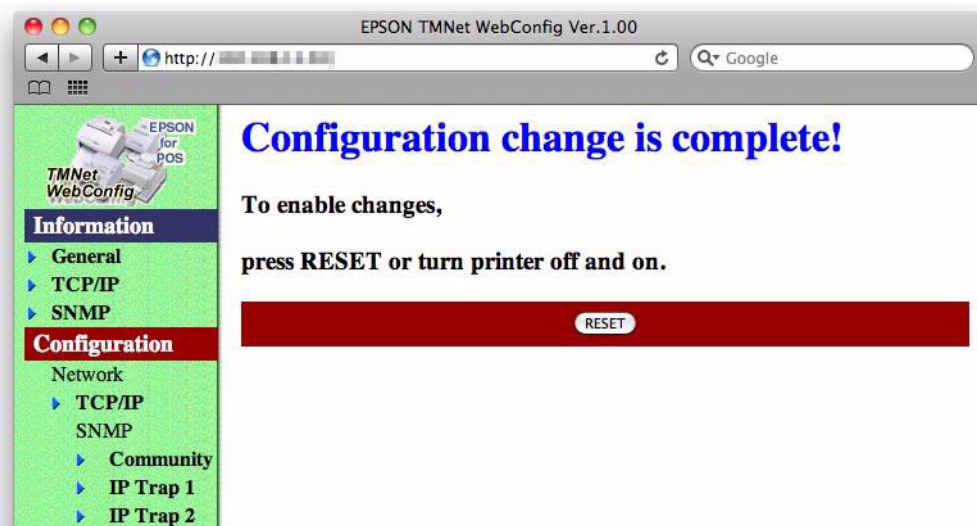 EPSON TMNet WebConfig Ver.1.00
http://
Google
EPSON
for
POS
TMNet
WebConfig
Information
General
TCP/IP
SNMP
Configuration
Network
TCP/IP
SNMP
Community
IP Trap 1
IP Trap 2
Configuration change is complete!
To enable changes,
press RESET or turn printer off and on.
RESET